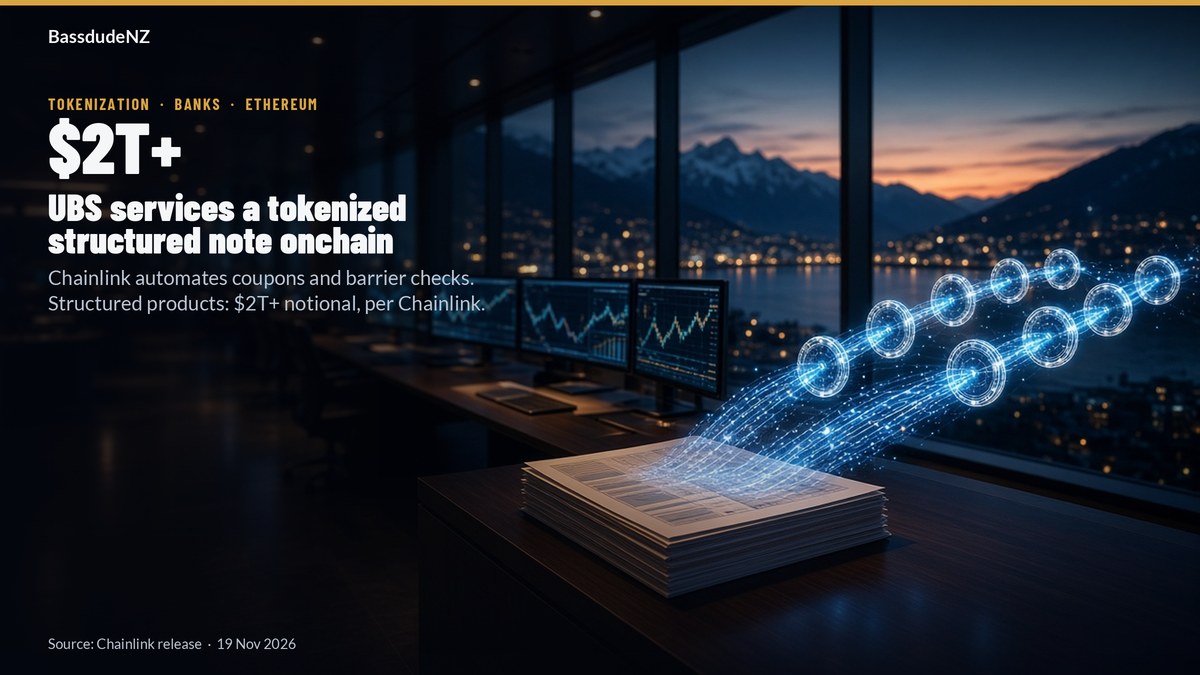 BassdudeNZ
TOKENIZATION · BANKS · ETHEREUM
$2T+
UBS services a tokenized
structured note onchain
Chainlink automates coupons and barrier checks.
Structured products: $2T+ notional, per Chainlink.
Source: Chainlink release · 19 Nov 2026